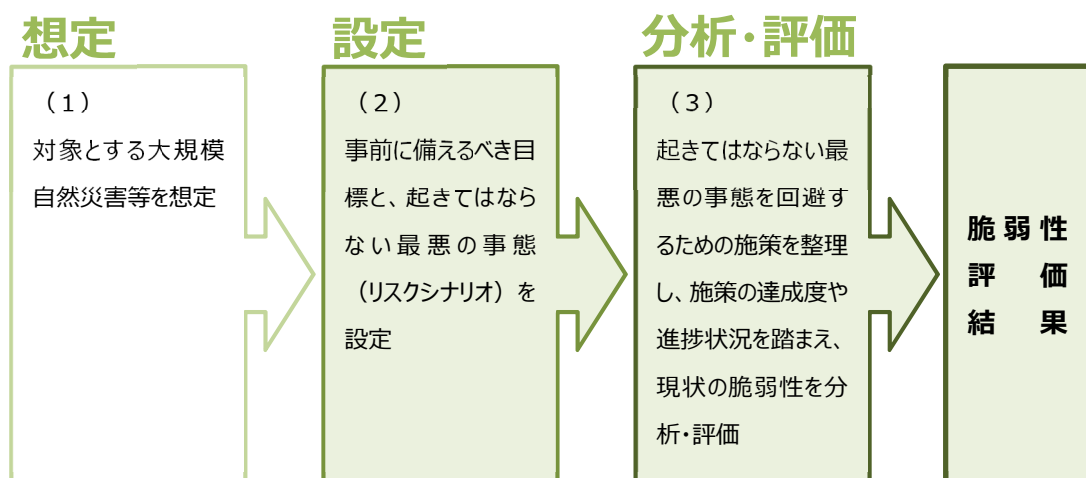 想定
（１）
対象とする大規模
自然災害等を想定
設定
（２）
事前に備えるべき目
標と、起きてはなら
ない最悪の事態
（リスクシナリオ）を
設定
分析・評価
（３）
起きてはならない最
悪の事態を回避す
るための施策を整理
し、施策の達成度や
進捗状況を踏まえ、
現状の脆弱性を分
析・評価
脆弱性
評価
結果